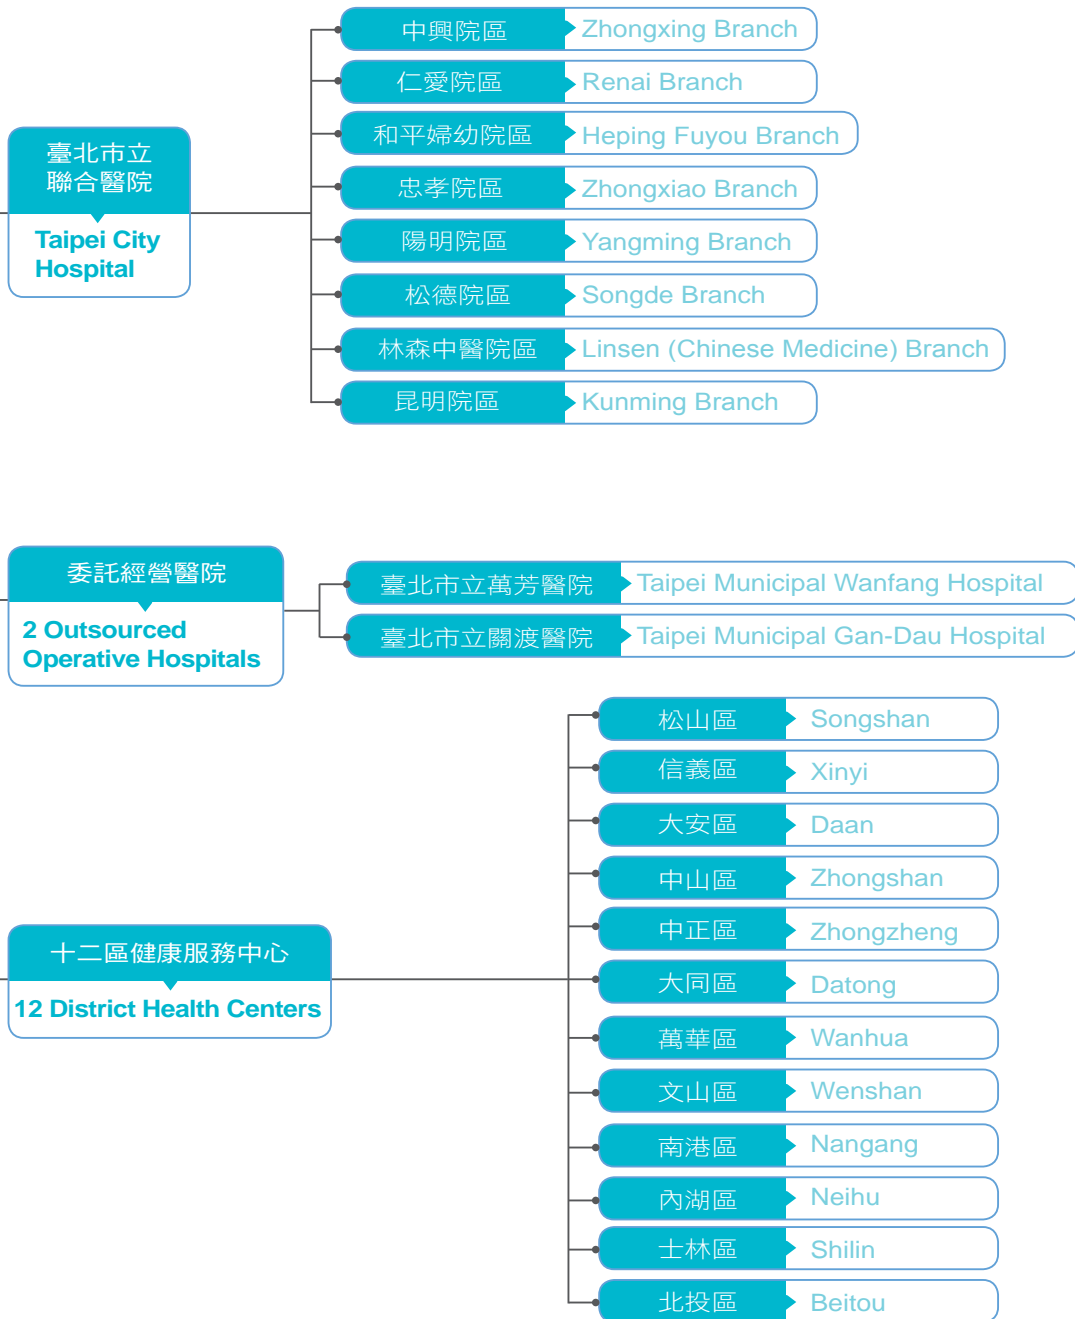 臺北市立
聯合醫院
Taipei City
Hospital
中興院區 Zhongxing Branch
仁愛院區 Renai Branch
和平婦幼院區 Heping Fuyou Branch
忠孝院區 Zhongxiao Branch
陽明院區 Yangming Branch
松德院區 Songde Branch
林森中醫院區 Linsen (Chinese Medicine) Branch
昆明院區 Kunming Branch
委託經營醫院
2 Outsourced
Operative Hospitals
臺北市立萬芳醫院 Taipei Municipal Wanfang Hospital
臺北市立關渡醫院 Taipei Municipal Gan-Dau Hospital
十二區健康服務中心
12 District Health Centers
松山區 Songshan
信義區 Xinyi
大安區 Daan
中山區 Zhongshan
中正區 Zhongzheng
大同區 Datong
萬華區 Wanhua
文山區 Wenshan
南港區 Nangang
內湖區 Neihu
士林區 Shilin
北投區 Beitou